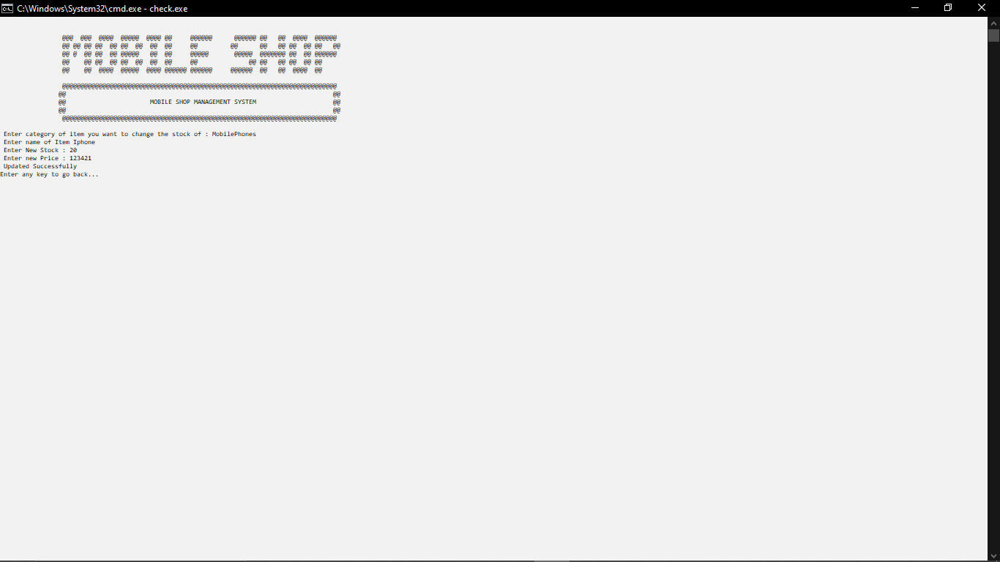 C:\Windows\System32\cmd.exe - check.exe
MOBILE SHOP
MOBILE SHOP MANAGEMENT SYSTEM
Enter category of item you want to change the stock of : MobilePhones
Enter name of Item Iphone
Enter New Stock : 20
Enter new Price : 123421
Updated Successfully
Enter any key to go back...